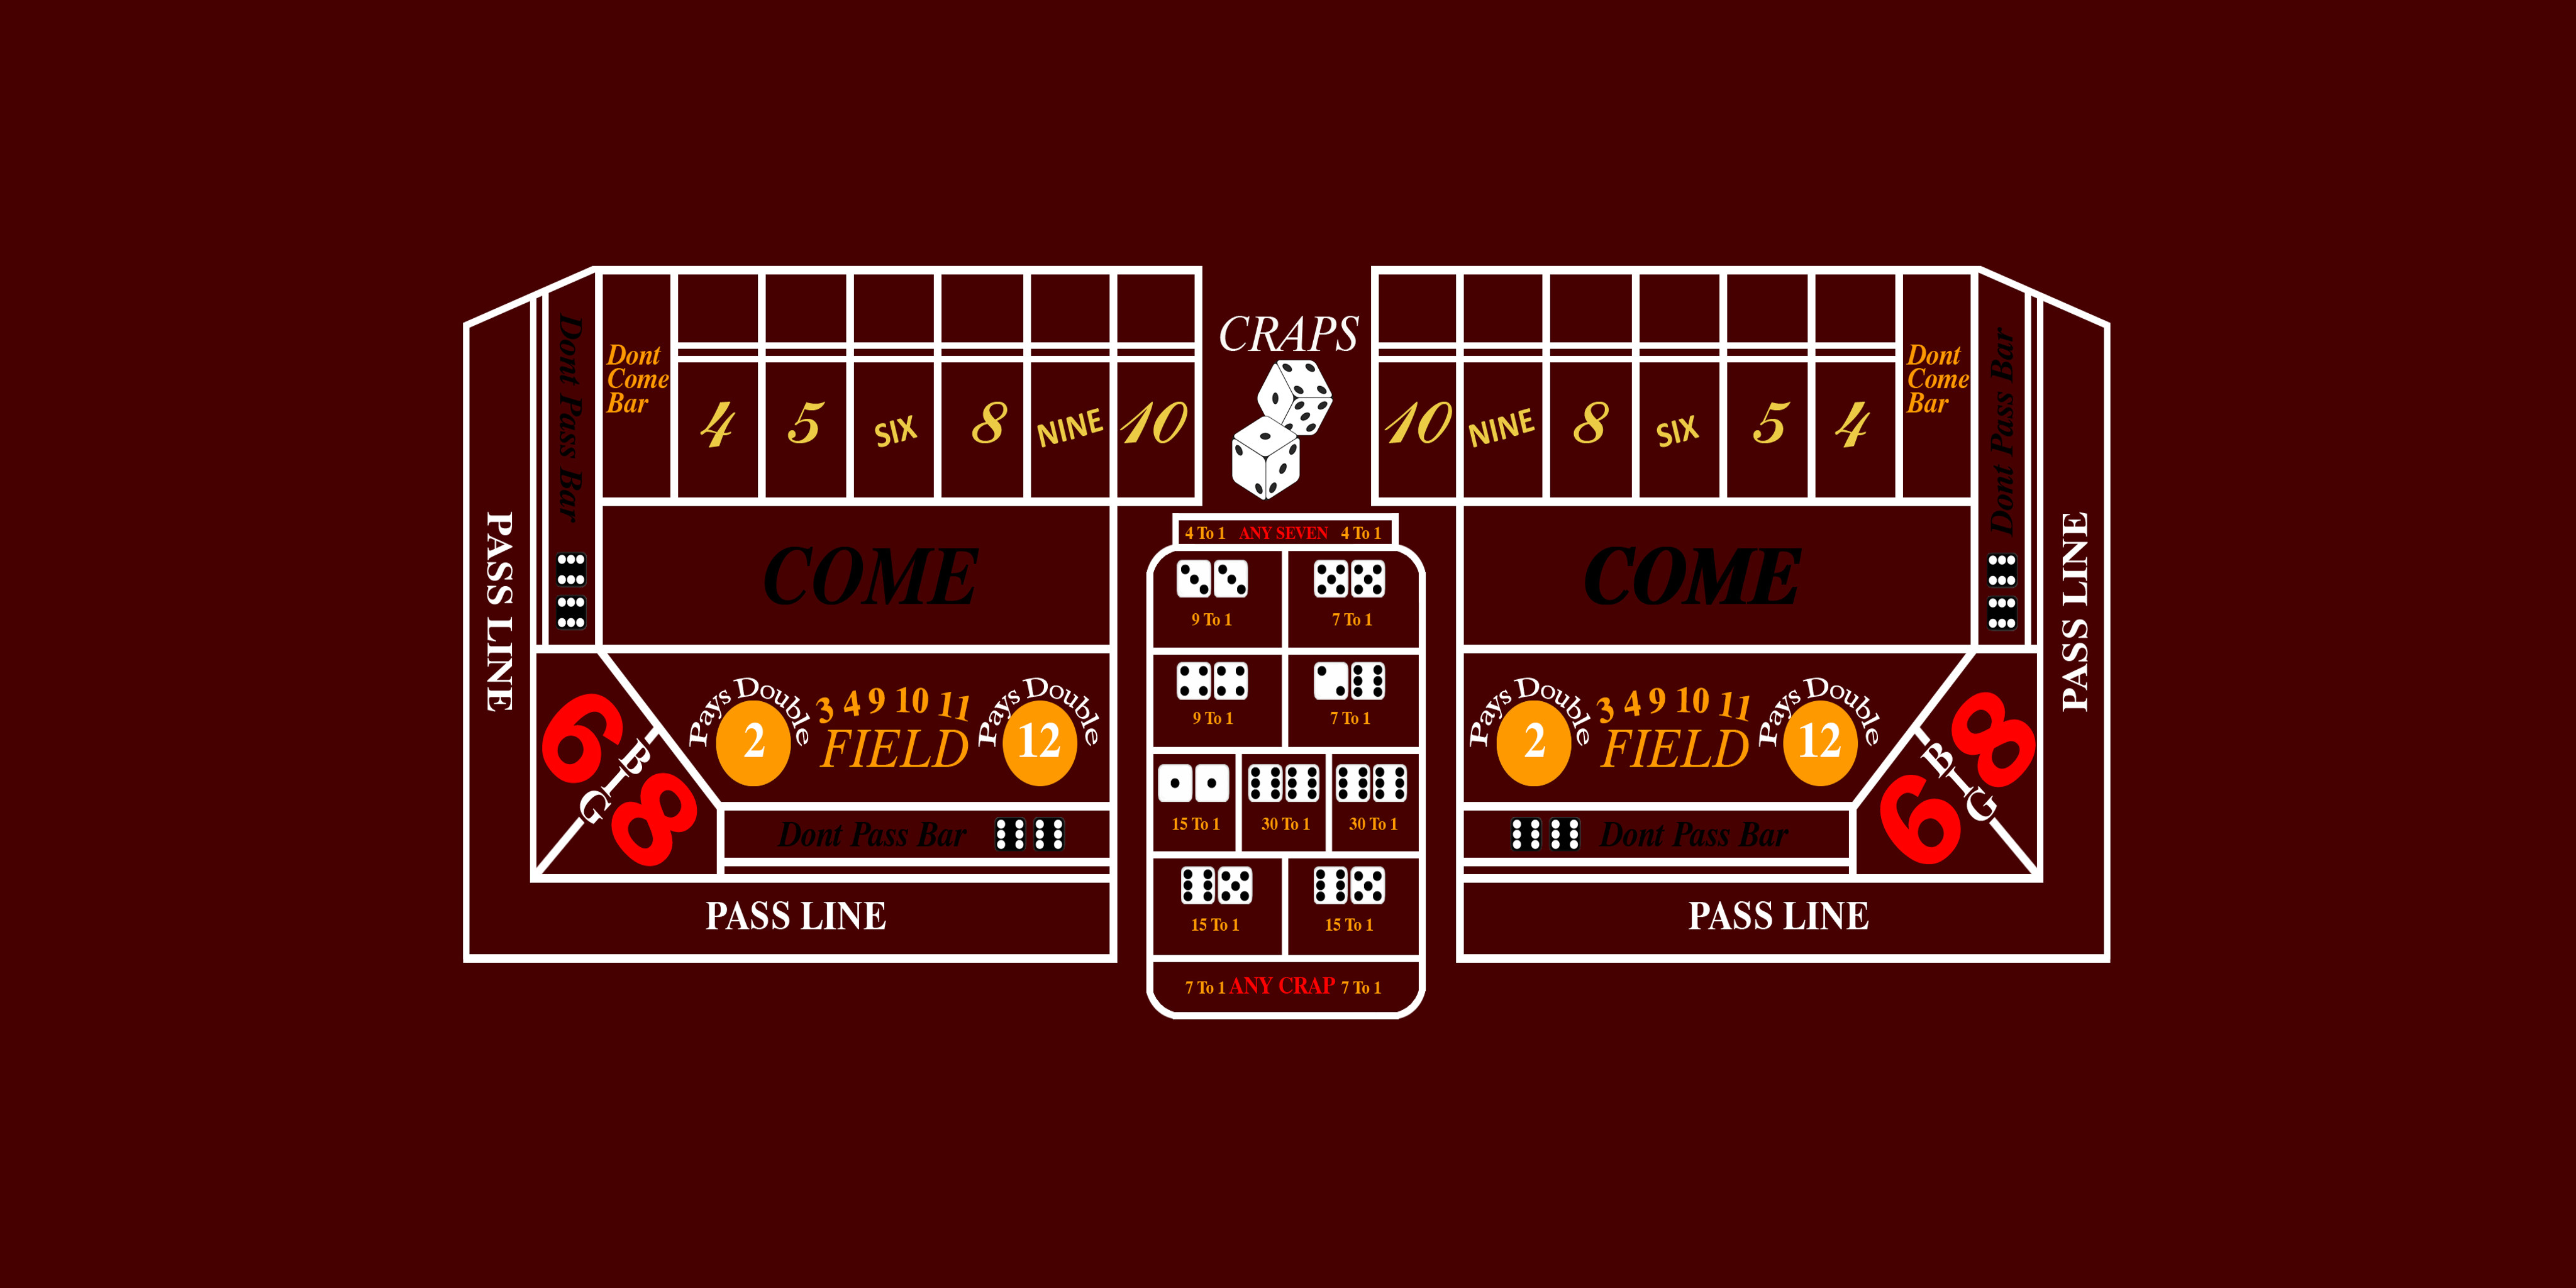 CRAPS
PASS LINE
Dont Pass Bar
Dont
Come
Bar
4 5 SIX 8 NINE 10
COME
Pays Double
2
3 4 9 10 11
FIELD
Pays Double
12
6
BIG
8
Dont Pass Bar
PASS LINE
4 To 1 ANY SEVEN 4 To 1
9 To 1
7 To 1
9 To 1
7 To 1
15 To 1
30 To 1
30 To 1
15 To 1
15 To 1
7 To 1 ANY CRAP 7 To 1
10 NINE 8 SIX 5 4
Dont
Come
Bar
Dont Pass Bar
PASS LINE
COME
Pays Double
2
3 4 9 10 11
FIELD
Pays Double
12
8
BIG
6
Dont Pass Bar
PASS LINE